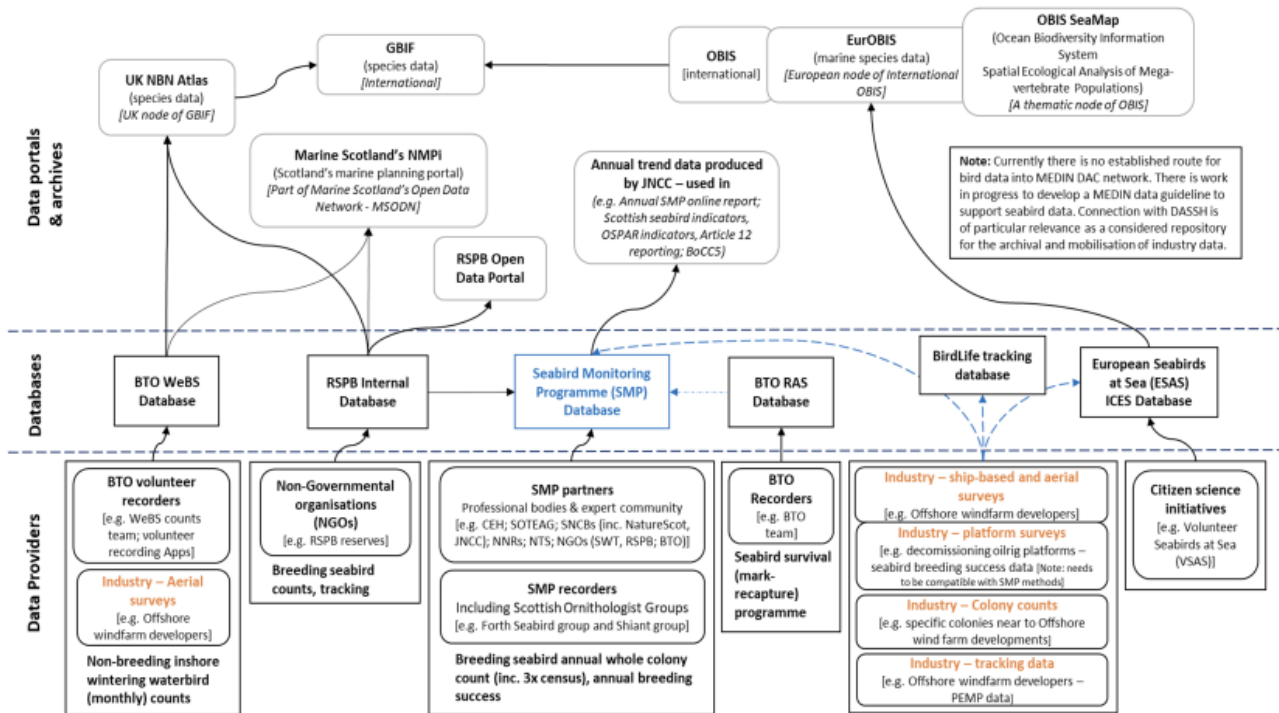 Data portals
& archives
UK NBN Atlas
(species data)
[UK node of GBIF]
GBIF
(species data)
[International]
OBIS
[international]
EurOBIS
(marine species data)
[European node of International
OBIS]
OBIS SeaMap
(Ocean Biodiversity Information
System
Spatial Ecological Analysis of Mega-
vertebrate Populations)
[A thematic node of OBIS]
Marine Scotland's NMPi
(Scotland's marine planning portal)
[Part of Marine Scotland's Open Data
Network - MSODN]
RSPB Open
Data Portal
Annual trend data produced
by JNCC – used in
(e.g. Annual SMP online report;
Scottish seabird indicators,
OSPAR indicators, Article 12
reporting; BoCC5)
Note: Currently there is no established route for
bird data into MEDIN DAC network. There is work
in progress to develop a MEDIN data guideline to
support seabird data. Connection with DASSH is
of particular relevance as a considered repository
for the archival and mobilisation of industry data.
Databases
BTO WeBS
Database
RSPB Internal
Database
Seabird Monitoring
Programme (SMP)
Database
BTO RAS
Database
BirdLife tracking
database
European Seabirds
at Sea (ESAS)
ICES Database
Data Providers
BTO volunteer
recorders
[e.g. WeBS counts
team; volunteer
recording Apps]
Industry – Aerial
surveys
[e.g. Offshore
windfarm developers]
Non-breeding inshore
wintering waterbird
(monthly) counts
Non-Governmental
organisations
(NGOs)
[e.g. RSPB reserves]
Breeding seabird
counts, tracking
SMP partners
Professional bodies & expert community
[e.g. CEH; SOTEAG; SNCBs (inc. NatureScot,
JNCC); NNRs; NTS; NGOs (SWT, RSPB; BTO)]
SMP recorders
Including Scottish Ornithologist Groups
[e.g. Forth Seabird group and Shiant group]
Breeding seabird annual whole colony
count (inc. 3x census), annual breeding
success
BTO
Recorders
[e.g. BTO
team]
Seabird survival
(mark-
recapture)
programme
Industry – ship-based and aerial
surveys
[e.g. Offshore windfarm developers]
Industry – platform surveys
[e.g. decomissioning oilrig platforms –
seabird breeding success data [Note: needs
to be compatible with SMP methods]
Industry – Colony counts
[e.g. specific colonies near to Offshore
wind farm developments]
Industry – tracking data
[e.g. Offshore windfarm developers –
PEMP data]
Citizen science
initiatives
[e.g. Volunteer
Seabirds at Sea
(VSAS)]